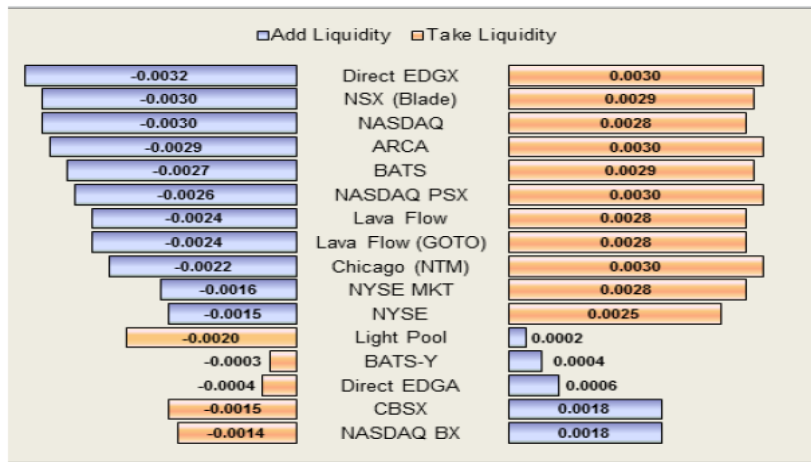 Add Liquidity Take Liquidity
-0.0032 Direct EDGX 0.0030
-0.0030 NSX (Blade) 0.0029
-0.0030 NASDAQ 0.0028
-0.0029 ARCA 0.0030
-0.0027 BATS 0.0029
-0.0026 NASDAQ PSX 0.0030
-0.0024 Lava Flow 0.0028
-0.0024 Lava Flow (GOTO) 0.0028
-0.0022 Chicago (NTM) 0.0030
-0.0016 NYSE MKT 0.0028
-0.0015 NYSE 0.0025
-0.0020 Light Pool 0.0002
-0.0003 BATS-Y 0.0004
-0.0004 Direct EDGA 0.0006
-0.0015 CBSX 0.0018
-0.0014 NASDAQ BX 0.0018